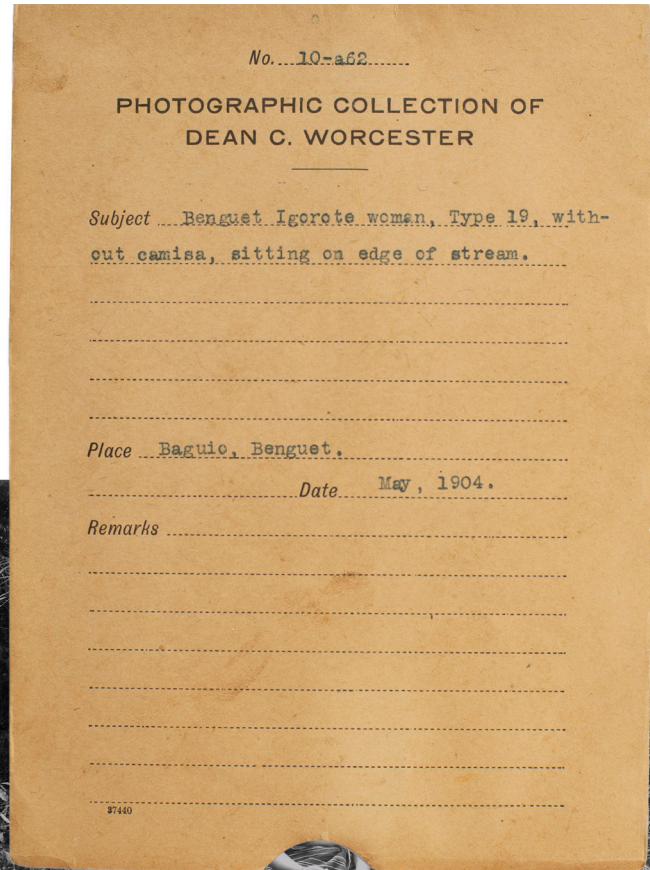 No. 10-a62
PHOTOGRAPHIC COLLECTION OF
DEAN C. WORCESTER
Subject Benguet Igorote woman, Type 19, with-
out camisa, sitting on edge of stream.
Place Baguio, Benguet.
Date May, 1904.
Remarks
37440